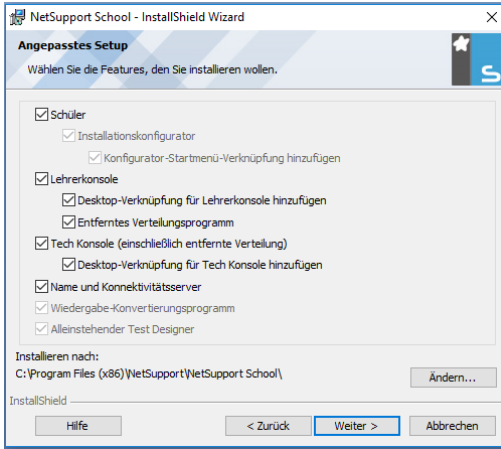 NetSupport School - InstallShield Wizard
Angepasstes Setup
Wählen Sie die Features, den Sie installieren wollen.
S
Schüler
Installationskonfigurator
Konfigurator-Startmenü-Verknüpfung hinzufügen
Lehrerkonsole
Desktop-Verknüpfung für Lehrerkonsole hinzufügen
Entferntes Verteilungsprogramm
Tech Konsole (einschließlich entfernte Verteilung)
Desktop-Verknüpfung für Tech Konsole hinzufügen
Name und Konnektivitätsserver
Wiedergabe-Konvertierungsprogramm
Alleinstehender Test Designer
Installieren nach:
C:\Program Files (x86)\NetSupport\NetSupport School\
Ändern...
InstallShield
Hilfe < Zurück Weiter > Abbrechen